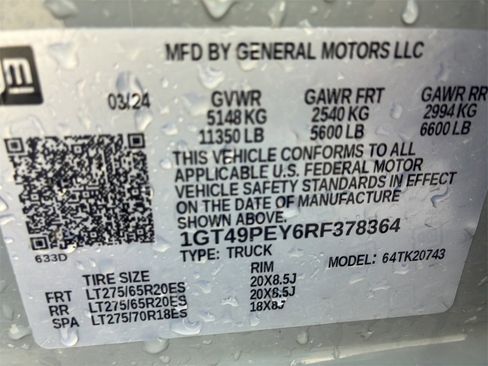 gm
MFD BY GENERAL MOTORS LLC
03/24 GVWR GAWR FRT GAWR RR
5148 KG 2540 KG 2994 KG
11350 LB 5600 LB 6600 LB
THIS VEHICLE CONFORMS TO ALL
APPLICABLE U.S. FEDERAL MOTOR
VEHICLE SAFETY STANDARDS IN EFFECT
ON THE DATE OF MANUFACTURE
SHOWN ABOVE.
1GT49PEY6RF378364
633D TYPE: TRUCK MODEL: 64TK20743
TIRE SIZE RIM
FRT LT275/65R20ES 20X8.5J
RR LT275/65R20ES 20X8.5J
SPA LT275/70R18ES 18X8J